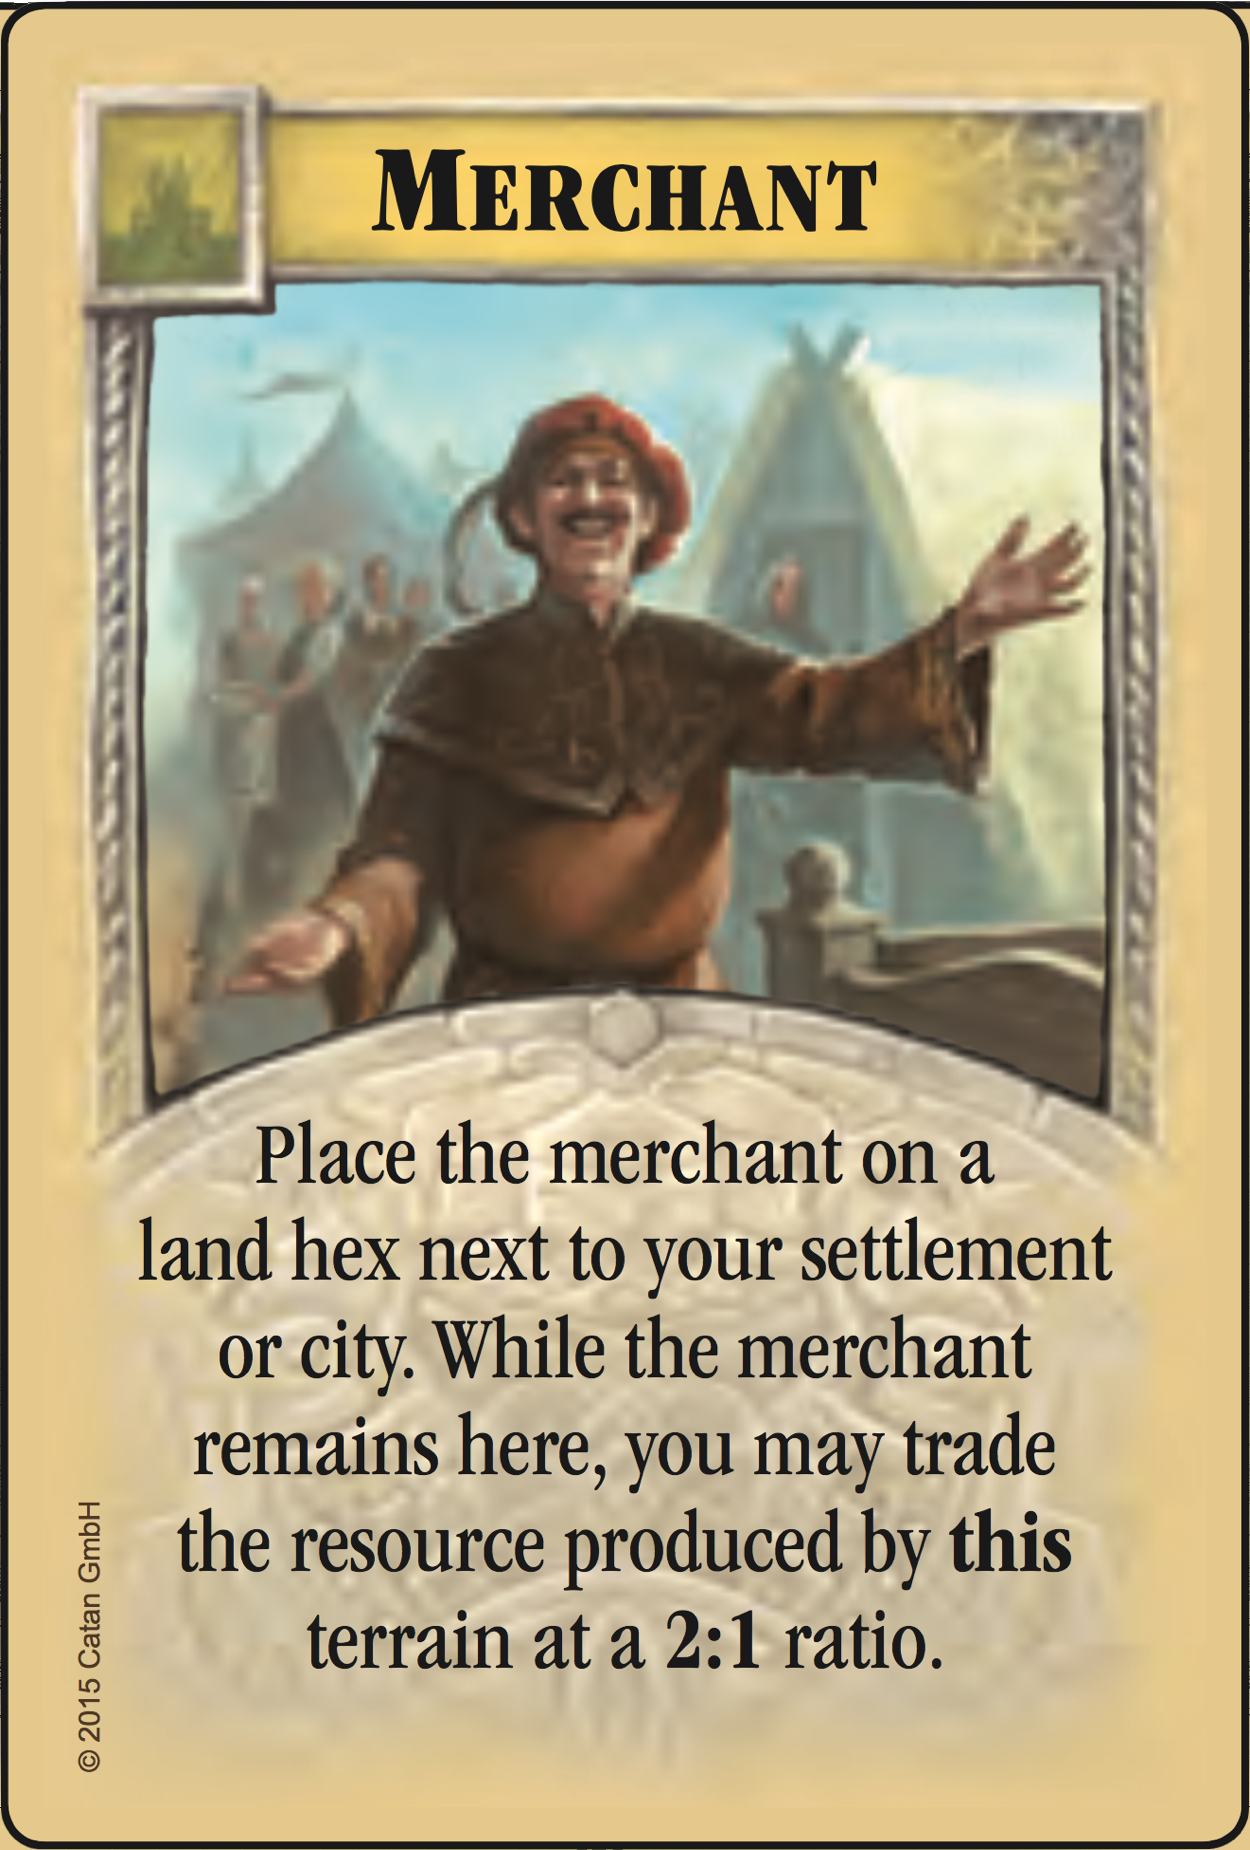 MERCHANT
Place the merchant on a
land hex next to your settlement
or city. While the merchant
remains here, you may trade
the resource produced by this
terrain at a 2:1 ratio.
© 2015 Catan GmbH